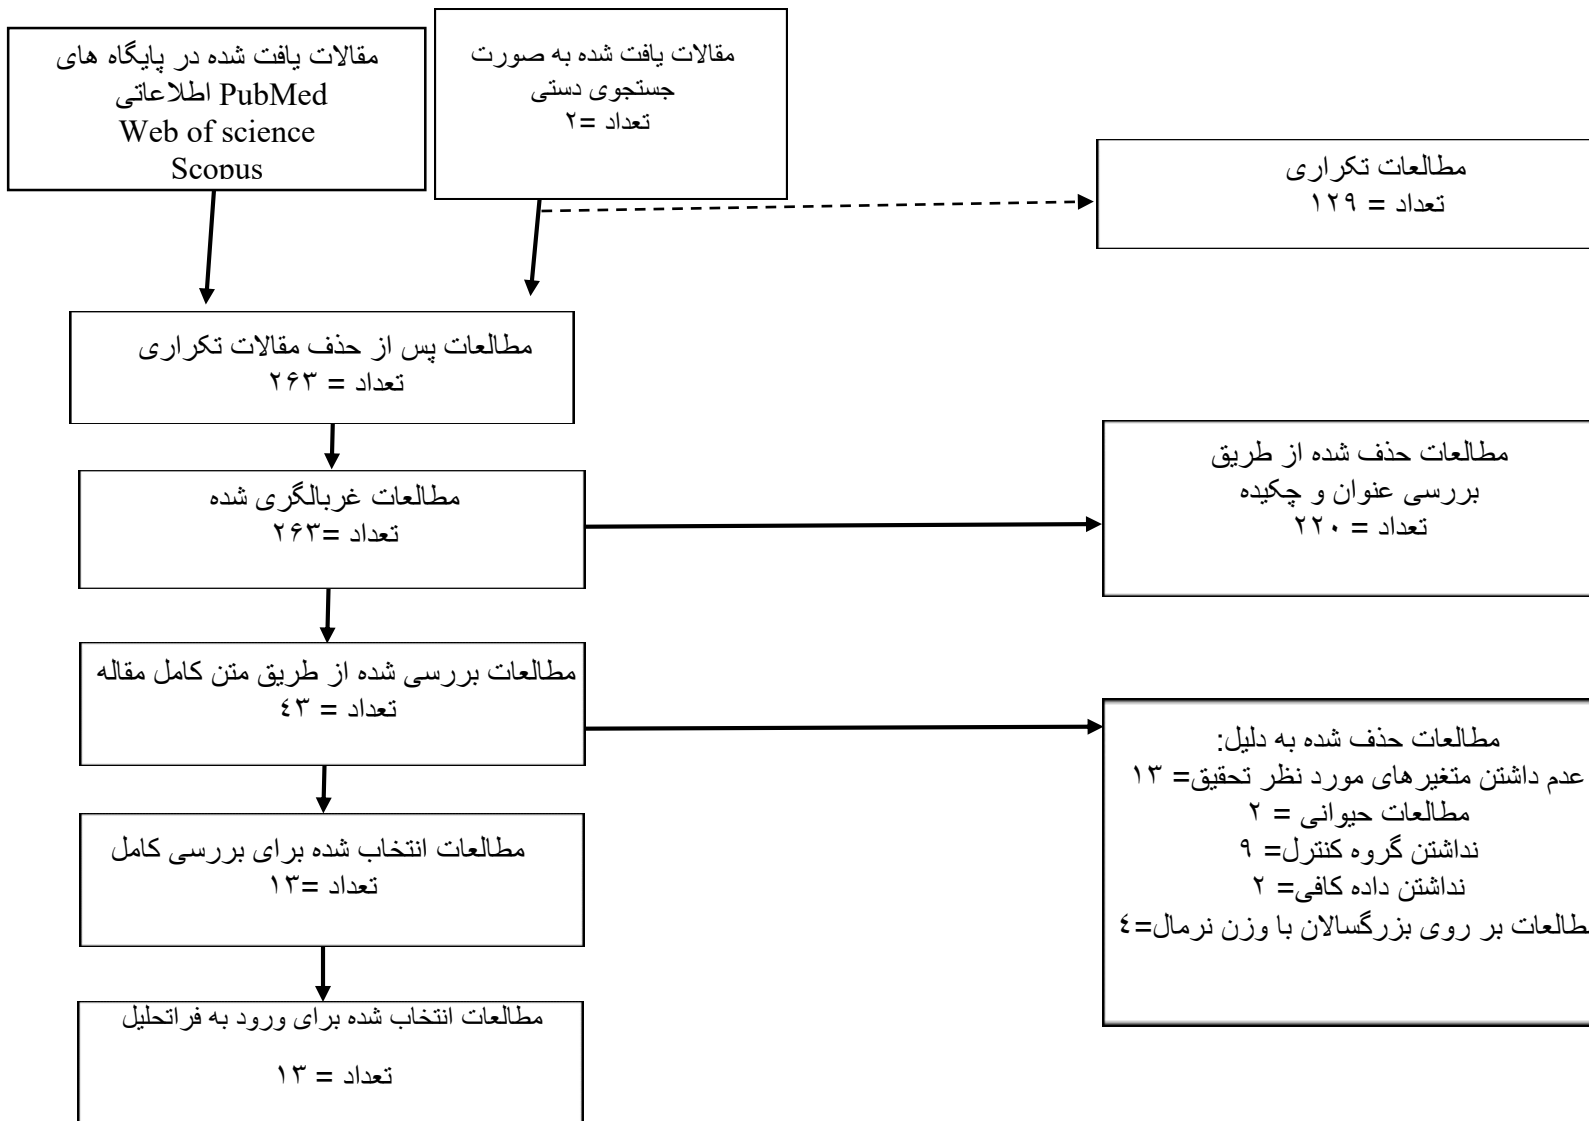 مقالات یافت شده در پایگاه های
اطلاعاتی PubMed
Web of science
Scopus
مقالات یافت شده به صورت
جستجوی دستی
تعداد =۲
مطالعات تکراری
تعداد = ۱۲۹
مطالعات پس از حذف مقالات تکراری
تعداد = ۲۶۳
مطالعات غربالگری شده
تعداد =۲۶۳
مطالعات حذف شده از طریق
بررسی عنوان و چکیده
تعداد = ۲۲۰
مطالعات بررسی شده از طریق متن کامل مقاله
تعداد = ٤۳
مطالعات حذف شده به دلیل:
عدم داشتن متغیرهای مورد نظر تحقیق= ۱۳
مطالعات حیوانی = ۲
نداشتن گروه کنترل= ۹
نداشتن داده کافی= ۲
طالعات بر روی بزرگسالان با وزن نرمال=٤
مطالعات انتخاب شده برای بررسی کامل
تعداد =۱۳
مطالعات انتخاب شده برای ورود به فراتحلیل
تعداد = ۱۳